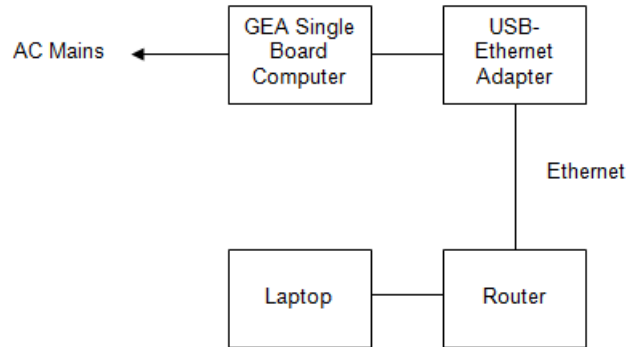 AC Mains
GEA Single
Board
Computer
USB-
Ethernet
Adapter
Ethernet
Laptop
Router